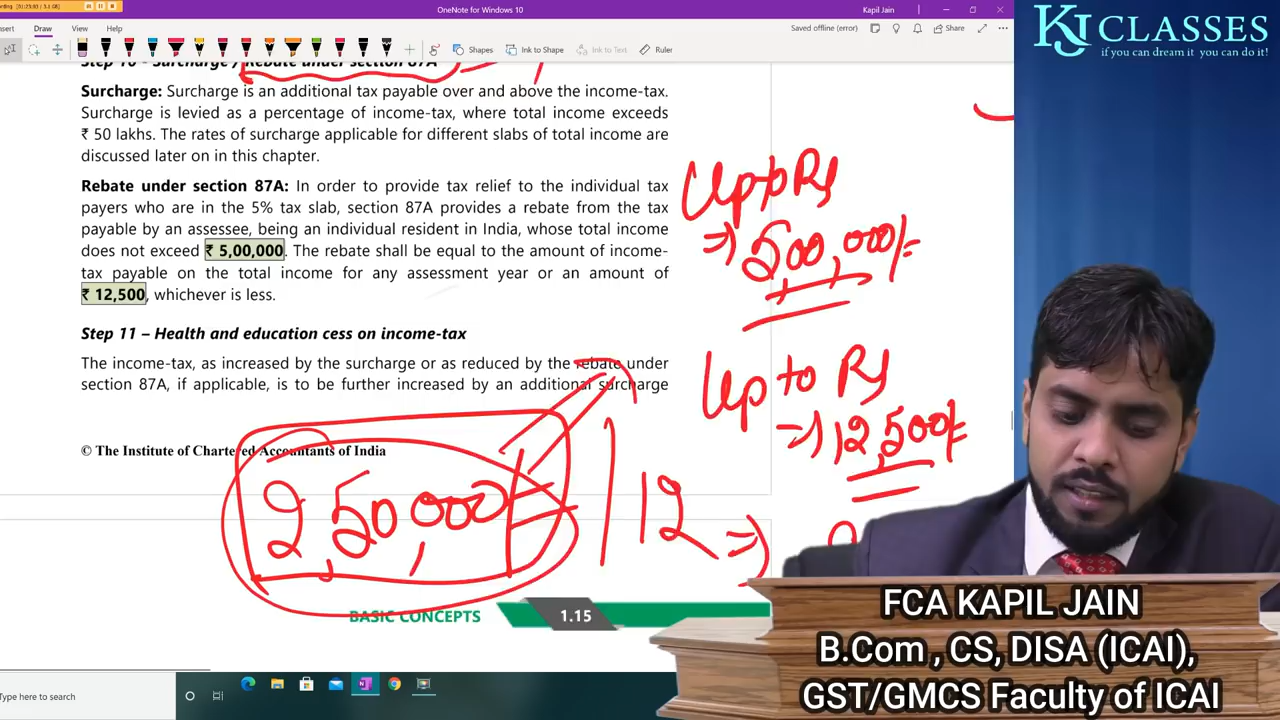 OneNote for Windows 10
Kapil Jain
Insert
Draw
View
Help
Saved offline (error)
Share
Shapes
Ink to Shape
Ink to Text
Ruler
KJ CLASSES
if you can dream it you can do it!
Step 10 - Surcharge / Rebate under section 87A
Surcharge: Surcharge is an additional tax payable over and above the income-tax.
Surcharge is levied as a percentage of income-tax, where total income exceeds
₹ 50 lakhs. The rates of surcharge applicable for different slabs of total income are
discussed later on in this chapter.
Rebate under section 87A: In order to provide tax relief to the individual tax
payers who are in the 5% tax slab, section 87A provides a rebate from the tax
payable by an assessee, being an individual resident in India, whose total income
does not exceed ₹ 5,00,000. The rebate shall be equal to the amount of income-
tax payable on the total income for any assessment year or an amount of
₹ 12,500, whichever is less.
Step 11 – Health and education cess on income-tax
The income-tax, as increased by the surcharge or as reduced by the rebate under
section 87A, if applicable, is to be further increased by an additional surcharge
© The Institute of Chartered Accountants of India
Up to Rs
⇒ 500,000/-
Up to Rs
⇒ 12,500/-
2,50,000
12 ⇒
BASIC CONCEPTS
1.15
Type here to search
FCA KAPIL JAIN
B.Com , CS, DISA (ICAI),
GST/GMCS Faculty of ICAI